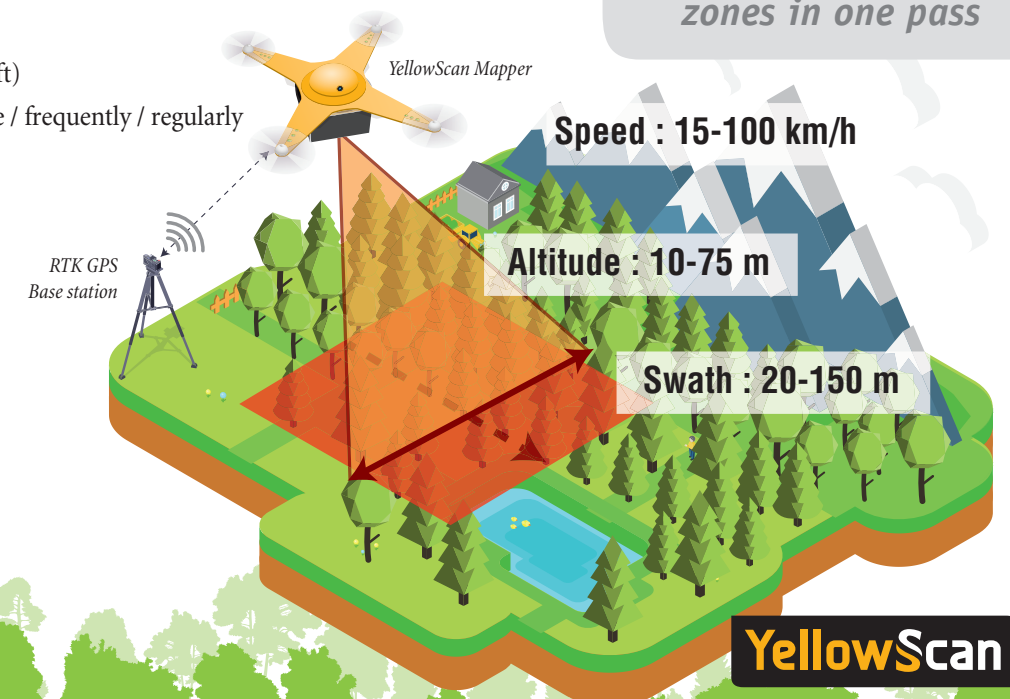 zones in one pass
ft)
YellowScan Mapper
e / frequently / regularly
Speed : 15-100 km/h
Altitude : 10-75 m
RTK GPS
Base station
Swath : 20-150 m
YellowScan